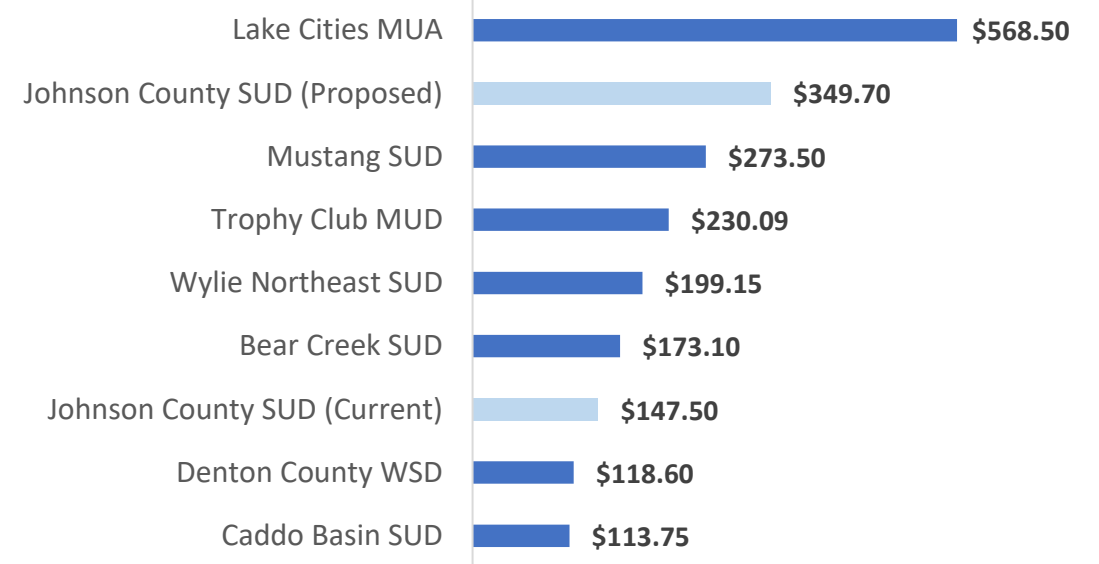 Lake Cities MUA $568.50
Johnson County SUD (Proposed) $349.70
Mustang SUD $273.50
Trophy Club MUD $230.09
Wylie Northeast SUD $199.15
Bear Creek SUD $173.10
Johnson County SUD (Current) $147.50
Denton County WSD $118.60
Caddo Basin SUD $113.75